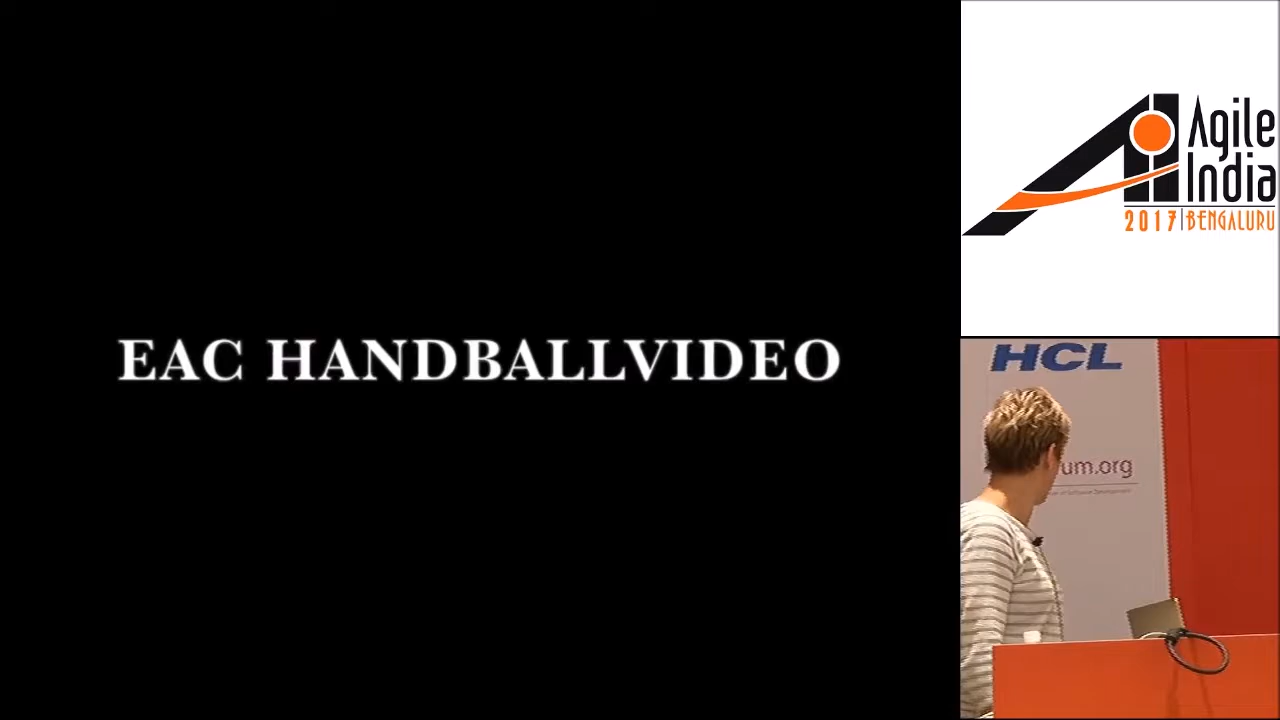 EAC HANDBALLVIDEO
Agile
India
2017 | BENGALURU
HCL
um.org